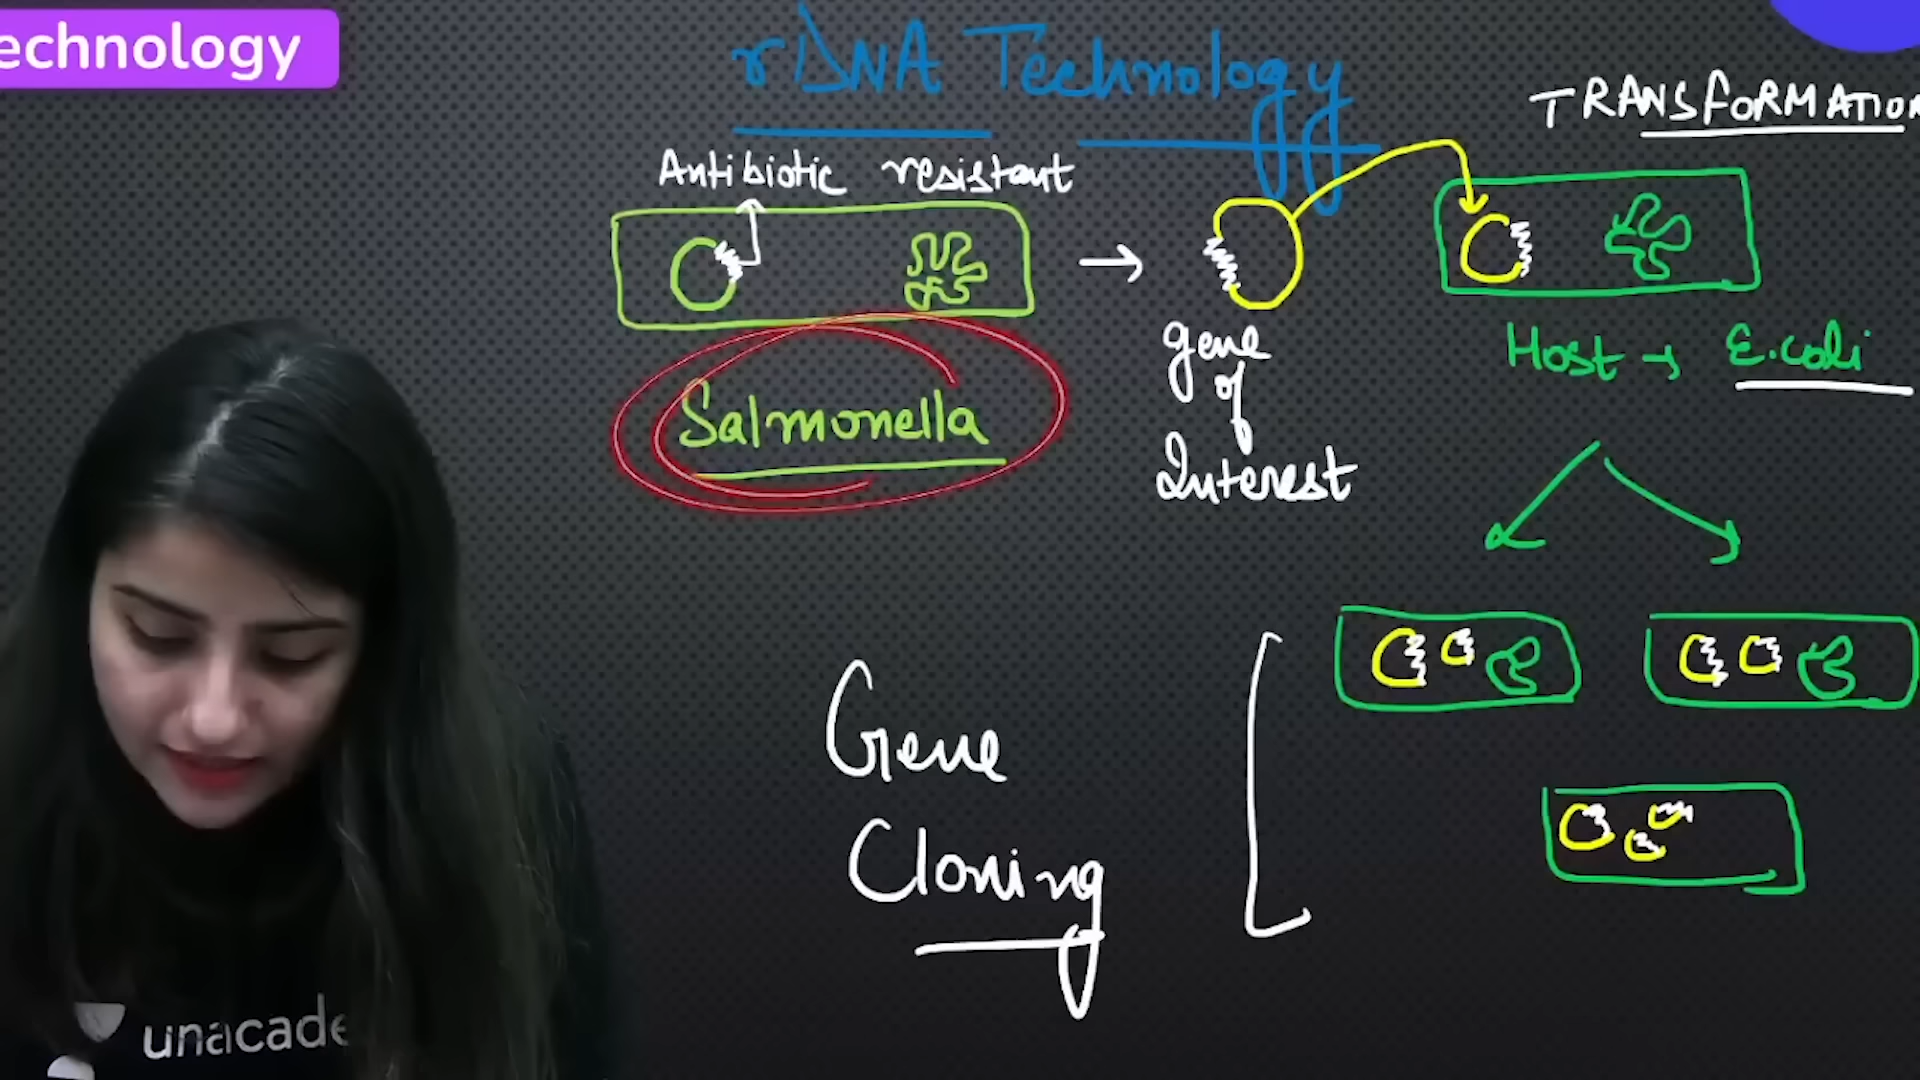 echnology
rDNA Technology
TRANSFORMATION
Antibiotic resistant
gene
of
Interest
Host → E.coli
Salmonella
Gene
Cloning
unacade